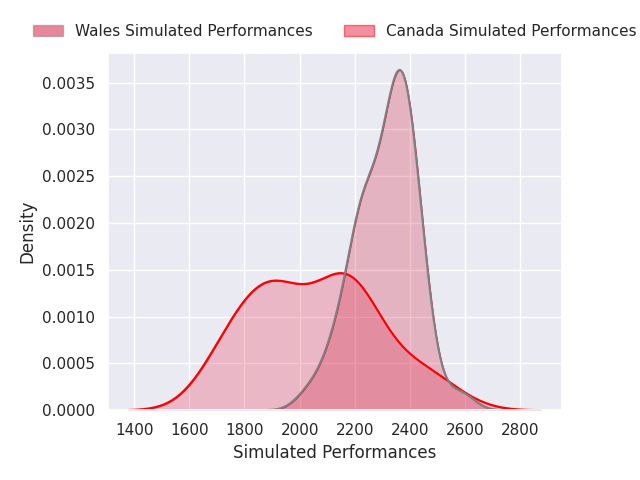 Wales Simulated Performances Canada Simulated Performances
0.0035
0.0030
0.0025
0.0020
0.0015
0.0010
0.0005
0.0000
Density
1400 1600 1800 2000 2200 2400 2600 2800
Simulated Performances